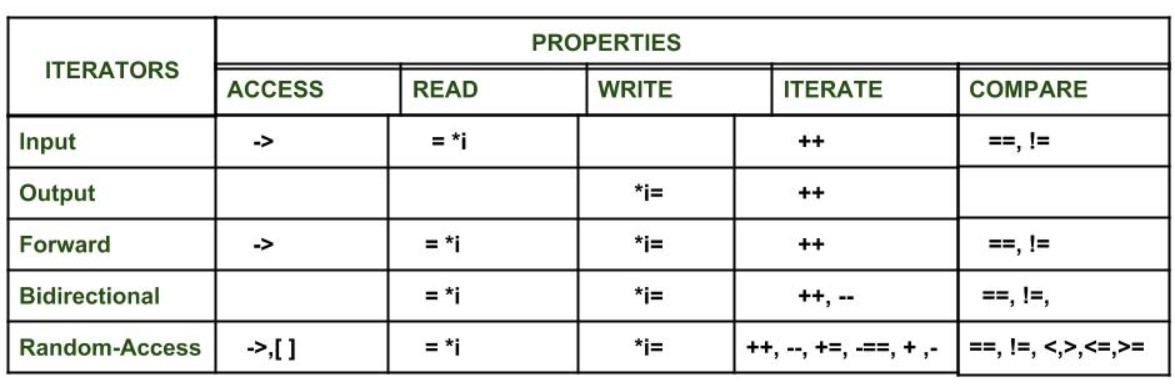 ITERATORS PROPERTIES
ACCESS READ WRITE ITERATE COMPARE
Input -> = *i ++ ==, !=
Output *i= ++
Forward -> = *i *i= ++ ==, !=
Bidirectional = *i *i= ++, -- ==, !=,
Random-Access ->,[ ] = *i *i= ++, --, +=, -==, + ,- ==, !=, <,>,<=,>=